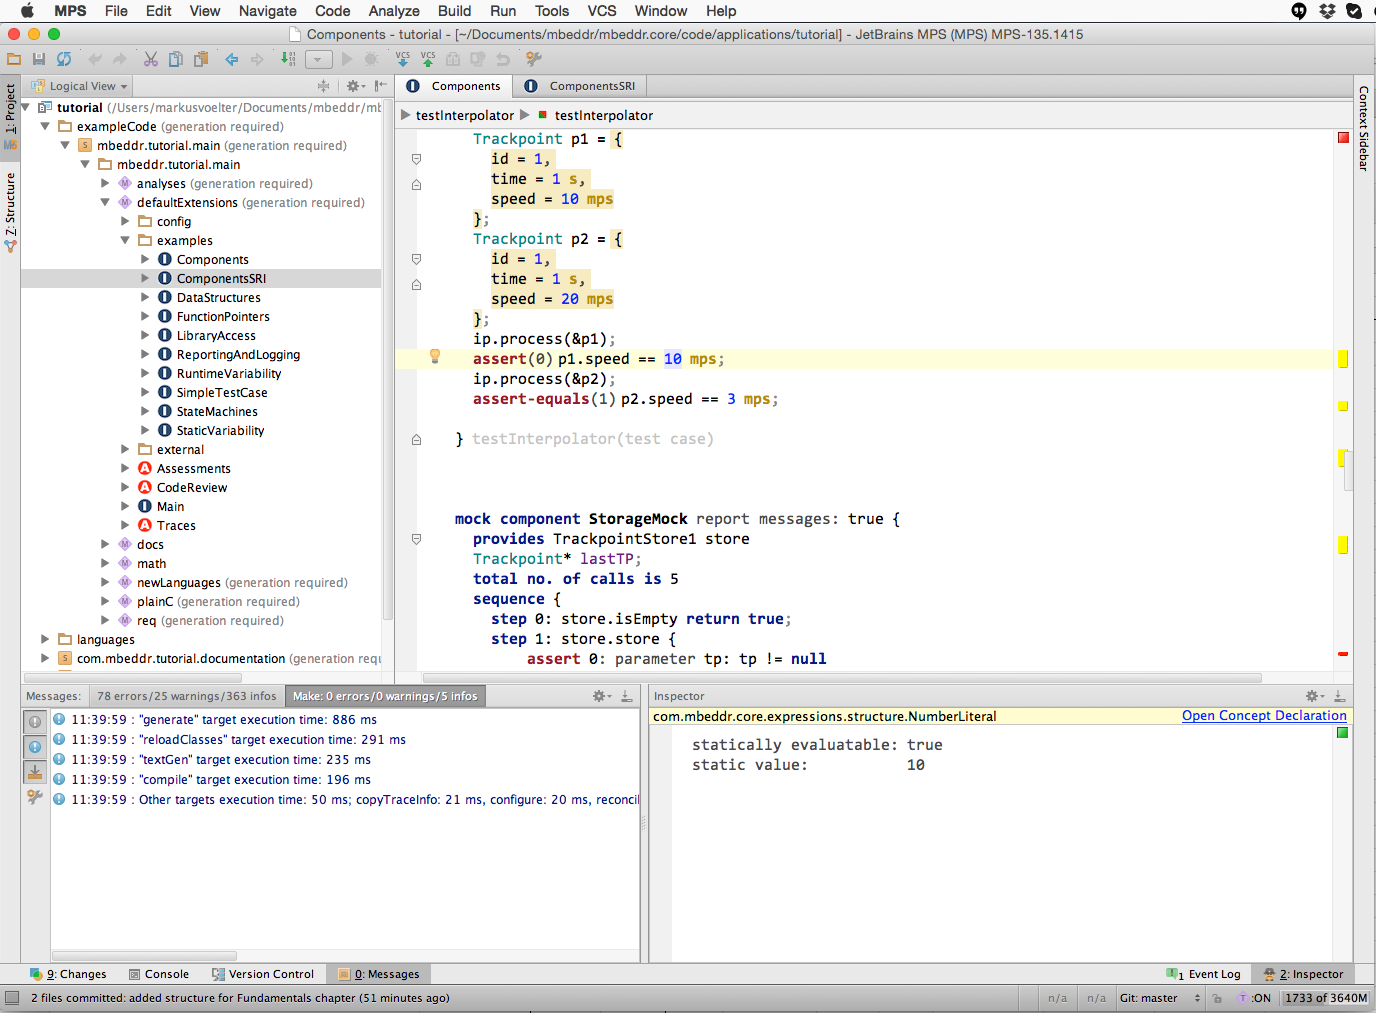 MPS File Edit View Navigate Code Analyze Build Run Tools VCS Window Help
Components - tutorial - [~/Documents/mbeddr/mbeddr.core/code/applications/tutorial] - JetBrains MPS (MPS) MPS-135.1415
VCS VCS
1: Project
Z: Structure
Logical View
tutorial (/Users/markusvoelter/Documents/mbeddr/mb
exampleCode (generation required)
mbeddr.tutorial.main (generation required)
mbeddr.tutorial.main
analyses (generation required)
defaultExtensions (generation required)
config
examples
Components
ComponentsSRI
DataStructures
FunctionPointers
LibraryAccess
ReportingAndLogging
RuntimeVariability
SimpleTestCase
StateMachines
StaticVariability
external
Assessments
CodeReview
Main
Traces
docs
math
newLanguages (generation required)
plainC (generation required)
req (generation required)
languages
com.mbeddr.tutorial.documentation (generation requ
Components ComponentsSRI
testInterpolator testInterpolator
Trackpoint p1 = {
id = 1,
time = 1 s,
speed = 10 mps
};
Trackpoint p2 = {
id = 1,
time = 1 s,
speed = 20 mps
};
ip.process(&p1);
assert(0) p1.speed == 10 mps;
ip.process(&p2);
assert-equals(1) p2.speed == 3 mps;
} testInterpolator(test case)
mock component StorageMock report messages: true {
provides TrackpointStore1 store
Trackpoint* lastTP;
total no. of calls is 5
sequence {
step 0: store.isEmpty return true;
step 1: store.store {
assert 0: parameter tp: tp != null
Context Sidebar
Messages: 78 errors/25 warnings/363 infos Make: 0 errors/0 warnings/5 infos
11:39:59 : "generate" target execution time: 886 ms
11:39:59 : "reloadClasses" target execution time: 291 ms
11:39:59 : "textGen" target execution time: 235 ms
11:39:59 : "compile" target execution time: 196 ms
11:39:59 : Other targets execution time: 50 ms; copyTraceInfo: 21 ms, configure: 20 ms, reconcil
Inspector
com.mbeddr.core.expressions.structure.NumberLiteral Open Concept Declaration
statically evaluatable: true
static value: 10
9: Changes Console Version Control 0: Messages 1 Event Log 2: Inspector
2 files committed: added structure for Fundamentals chapter (51 minutes ago) n/a n/a Git: master T :ON 1733 of 3640M